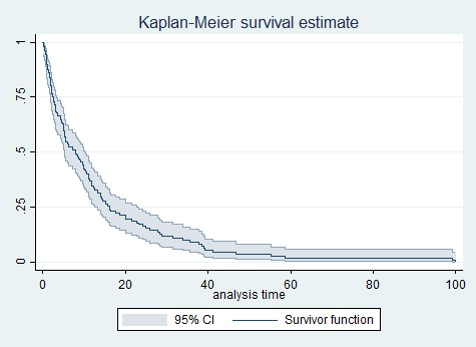 Kaplan-Meier survival estimate
1
.75
.5
.25
0
0 20 40 60 80 100
analysis time
95% CI Survivor function